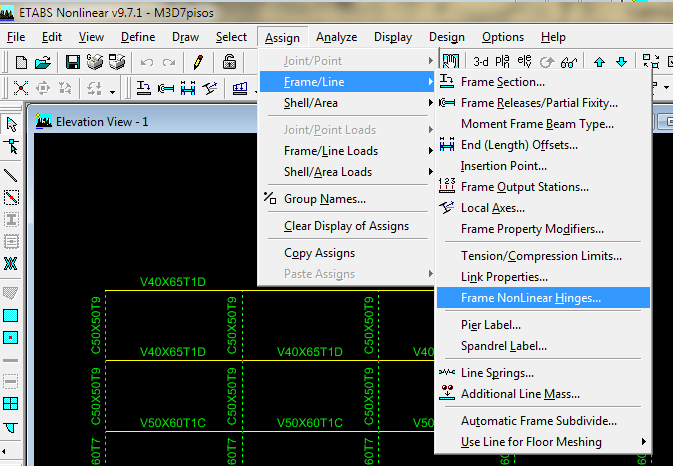 ETABS Nonlinear v9.7.1 - M3D7pisos
File Edit View Define Draw Select Assign Analyze Display Design Options Help
3-d
Elevation View - 1
Joint/Point
Frame/Line
Shell/Area
Joint/Point Loads
Frame/Line Loads
Shell/Area Loads
Group Names...
Clear Display of Assigns
Copy Assigns
Paste Assigns
Frame Section...
Frame Releases/Partial Fixity...
Moment Frame Beam Type...
End (Length) Offsets...
Insertion Point...
Frame Output Stations...
Local Axes...
Frame Property Modifiers...
Tension/Compression Limits...
Link Properties...
Frame NonLinear Hinges...
Pier Label...
Spandrel Label...
Line Springs...
Additional Line Mass...
Automatic Frame Subdivide...
Use Line for Floor Meshing
V40X65T1D
C50X50T9 C50X50T9 C50X50T9
V40X65T1D V40X65T1D V40
C50X50T9 C50X50T9 C50X50T9
V50X60T1C V50X60T1C V50
60T7 60T7 60T7